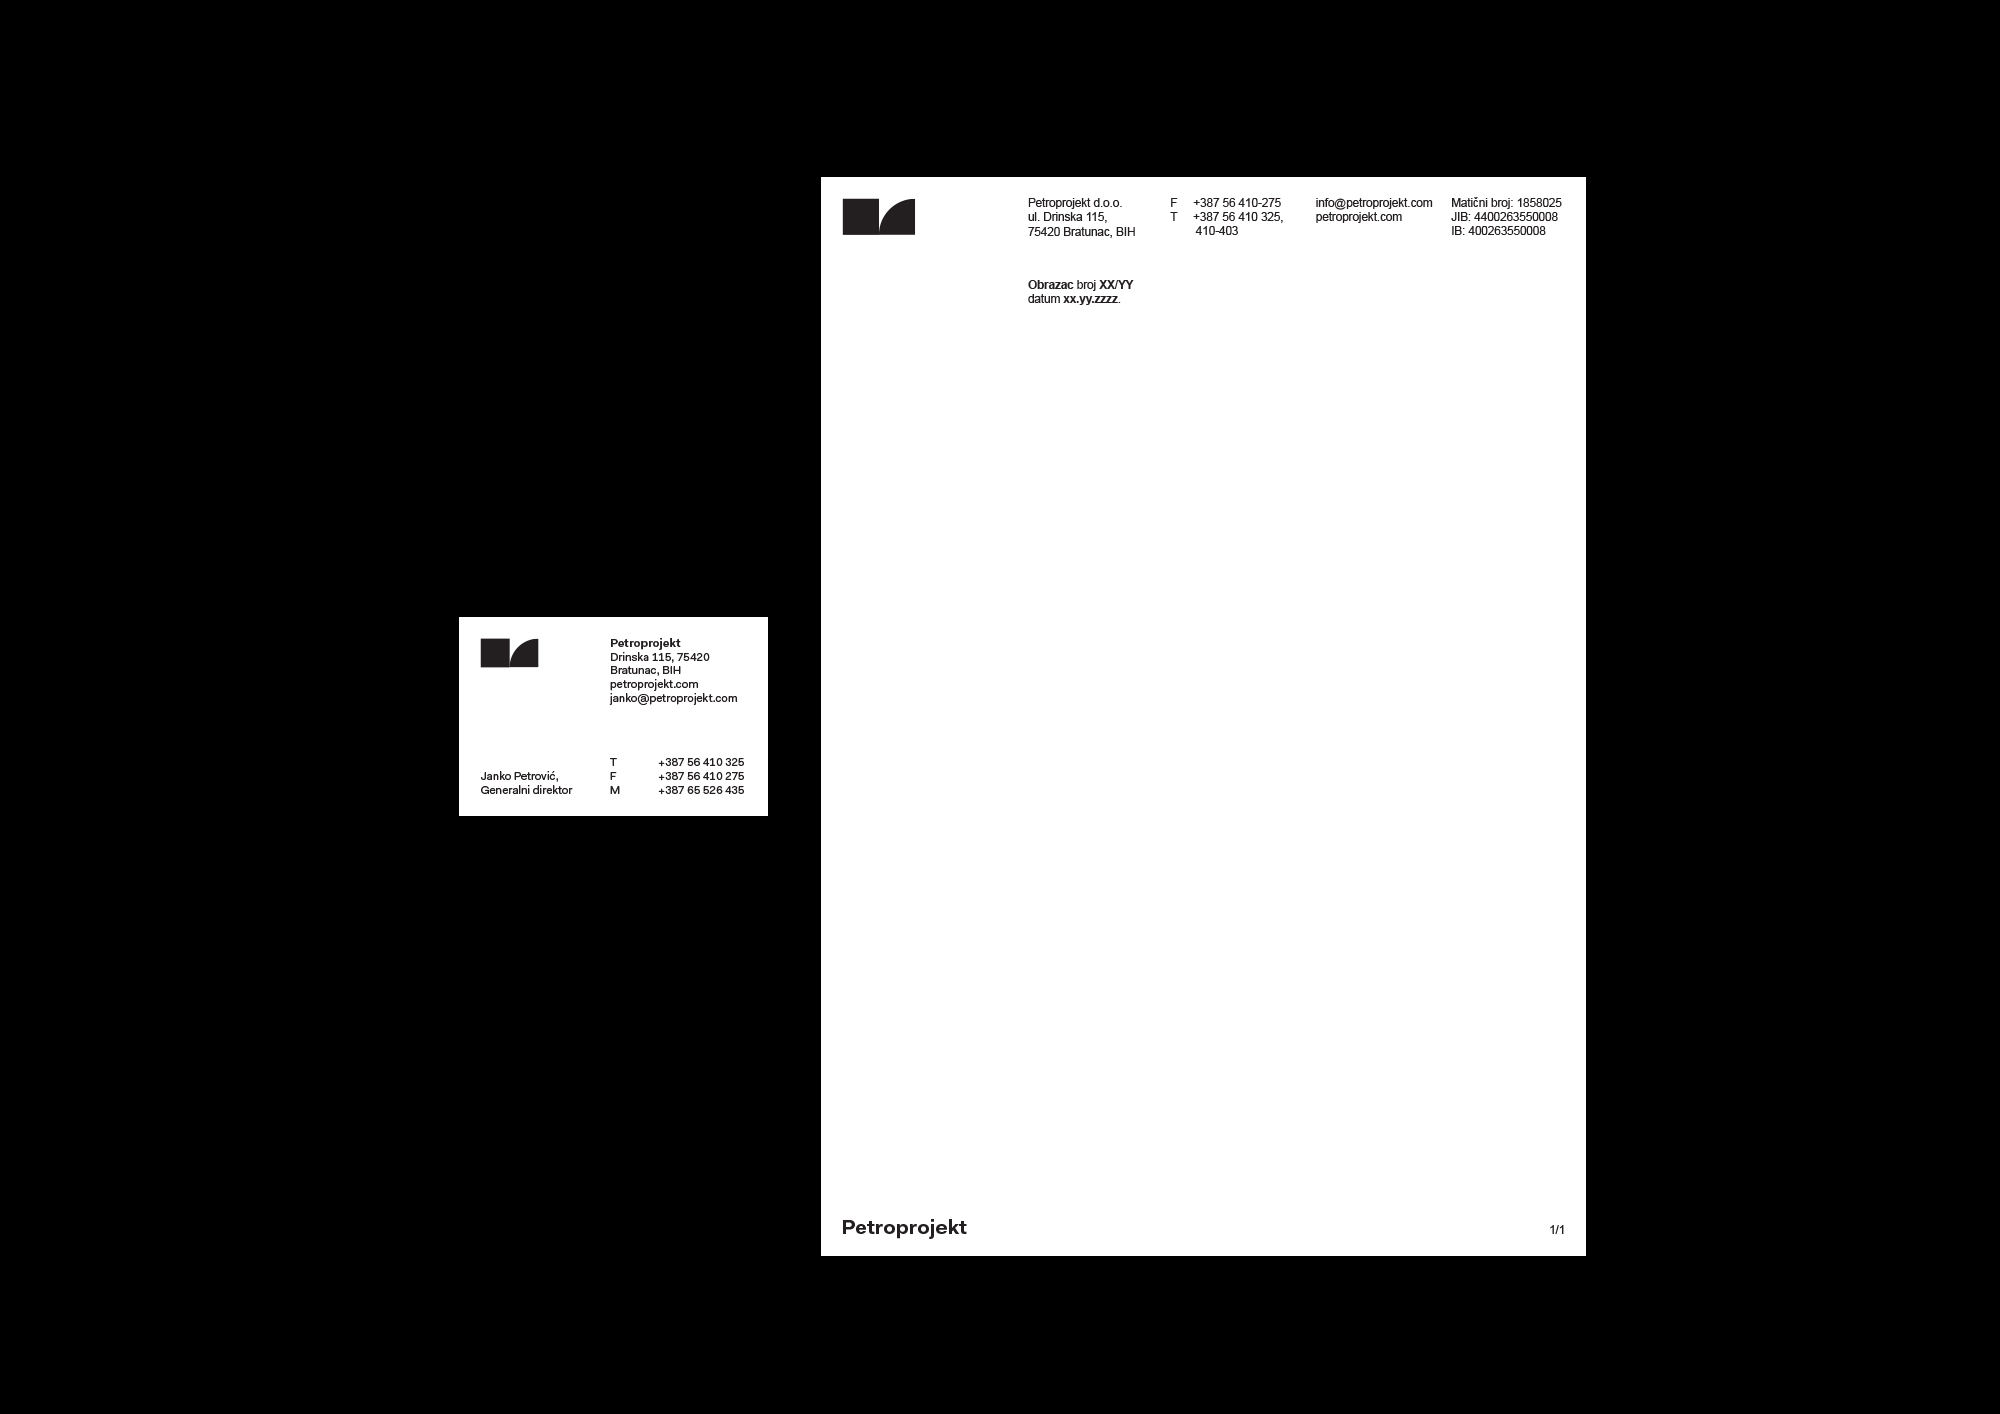 Petroprojekt
Drinska 115, 75420
Bratunac, BIH
petroprojekt.com
janko@petroprojekt.com
Janko Petrović,
Generalni direktor
T +387 56 410 325
F +387 56 410 275
M +387 65 526 435
Petroprojekt d.o.o.
ul. Drinska 115,
75420 Bratunac, BIH
F +387 56 410-275
T +387 56 410 325,
410-403
info@petroprojekt.com
petroprojekt.com
Matični broj: 1858025
JIB: 4400263550008
IB: 400263550008
Obrazac broj XX/YY
datum xx.yy.zzzz.
Petroprojekt
1/1